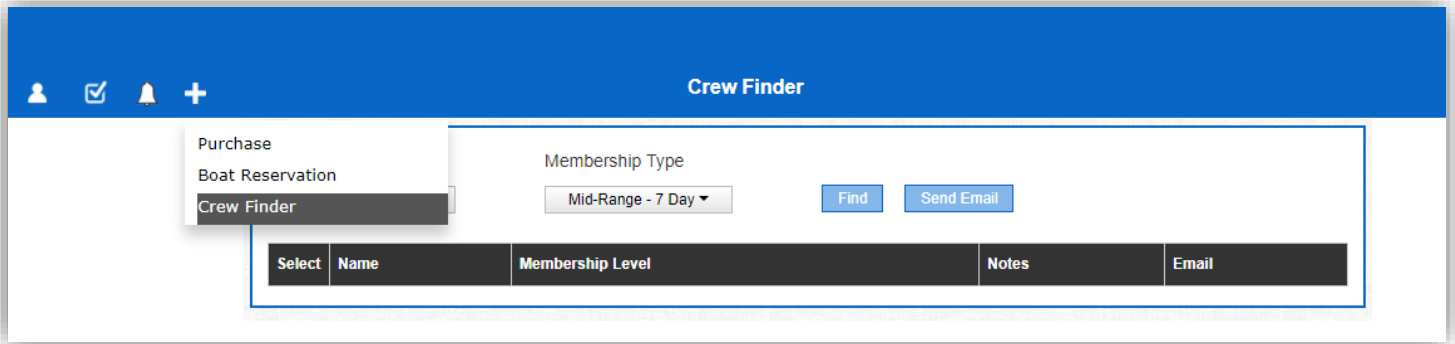 Crew Finder
Purchase
Boat Reservation
Crew Finder
Membership Type
Mid-Range - 7 Day
Find
Send Email
Select Name Membership Level Notes Email